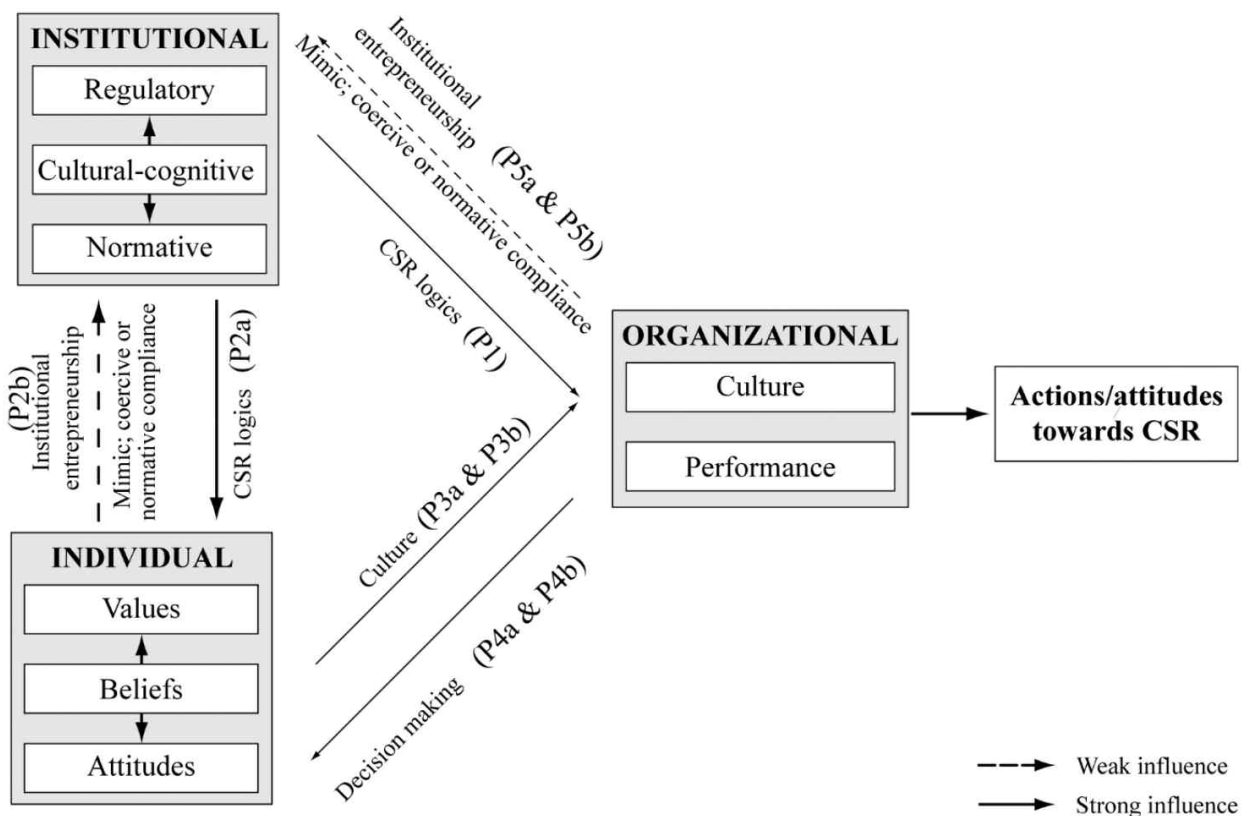 INSTITUTIONAL
Regulatory
Cultural-cognitive
Normative
Institutional
entrepreneurship
Mimic; coercive or normative compliance
(P5a & P5b)
CSR logics (P1)
(P2b)
Institutional
entrepreneurship
Mimic; coercive or
normative compliance
CSR logics (P2a)
ORGANIZATIONAL
Culture
Performance
Actions/attitudes
towards CSR
INDIVIDUAL
Values
Beliefs
Attitudes
Culture (P3a & P3b)
Decision making (P4a & P4b)
Weak influence
Strong influence